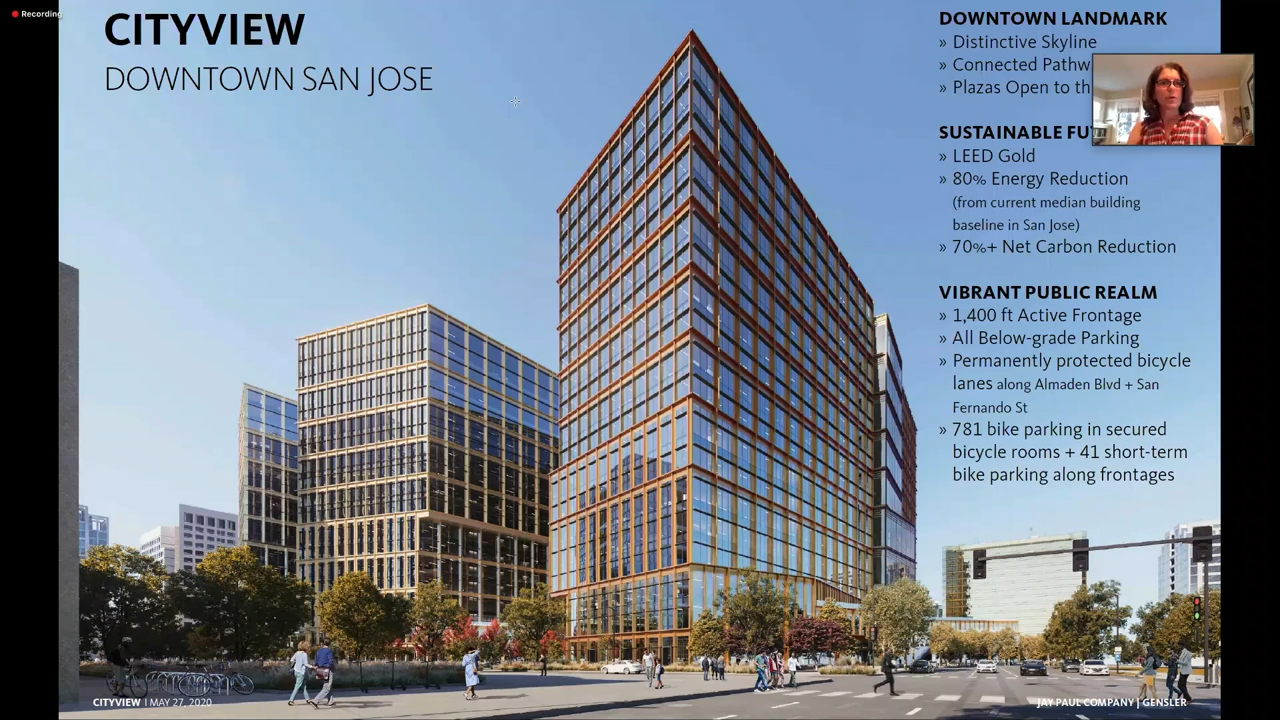 Recording
CITYVIEW
DOWNTOWN SAN JOSE
DOWNTOWN LANDMARK
» Distinctive Skyline
» Connected
» Plazas Open to
SUSTAINABLE
» LEED Gold
» 80% Energy Reduction
(from current median building
baseline in San Jose)
» 70%+ Net Carbon Reduction
VIBRANT PUBLIC REALM
» 1,400 ft Active Frontage
» All Below-grade Parking
» Permanently protected bicycle
lanes along Almaden Blvd + San
Fernando St
» 781 bike parking in secured
bicycle rooms + 41 short-term
bike parking along frontages
CITYVIEW | MAY 27, 2020
JAY PAUL COMPANY | GENSLER